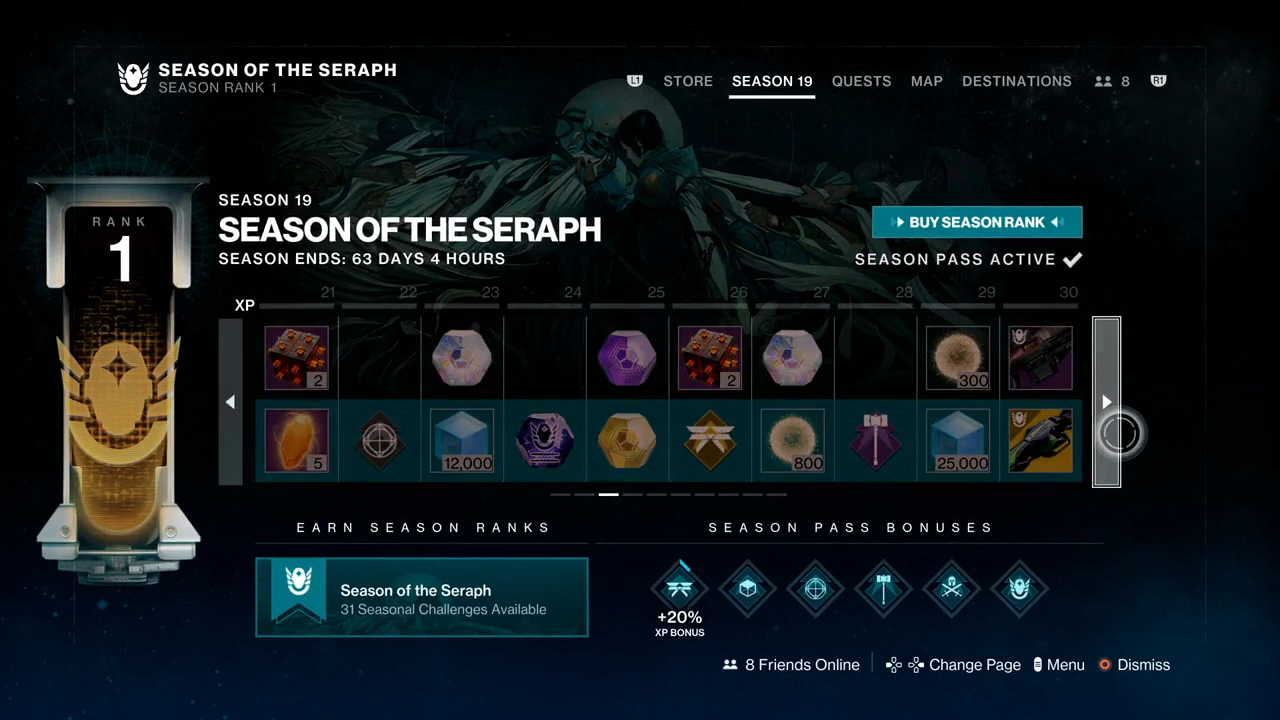 SEASON OF THE SERAPH
SEASON RANK 1
L1 STORE SEASON 19 QUESTS MAP DESTINATIONS 8 R1
RANK
1
SEASON 19
SEASON OF THE SERAPH
SEASON ENDS: 63 DAYS 4 HOURS
BUY SEASON RANK
SEASON PASS ACTIVE
XP 21 22 23 24 25 26 27 28 29 30
2 2 300
5 12,000 800 25,000
EARN SEASON RANKS
SEASON PASS BONUSES
Season of the Seraph
31 Seasonal Challenges Available
+20%
XP BONUS
8 Friends Online Change Page Menu Dismiss